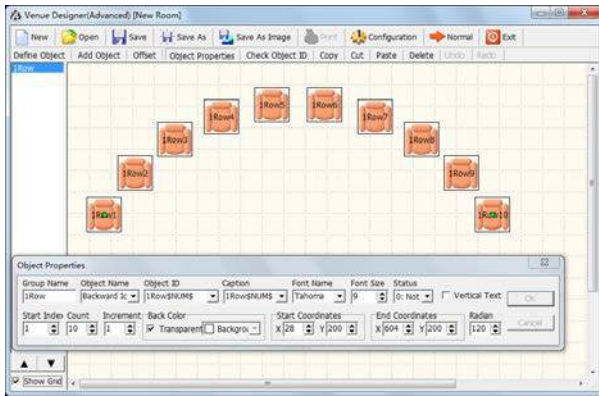 Venue Designer(Advanced) [New Room]
New Open Save Save As Save As Image Print Configuration Normal Exit
Define Object Add Object Offset Object Properties Check Object ID Copy Cut Paste Delete Undo Redo
1Row
1Row5 1Row6
1Row4 1Row7
1Row3 1Row8
1Row2 1Row9
1Row1 1Row10
Object Properties
Group Name Object Name Object ID Caption Font Name Font Size Status
1Row Backward 1Row$NUM$ 1Row$NUM$ Tahoma 9 0: Not Vertical Text OK
Start Index Count Increment Back Color Start Coordinates End Coordinates Radian
1 10 1 Transparent Backgrou X 28 Y 200 X 604 Y 200 120 Cancel
Show Grid